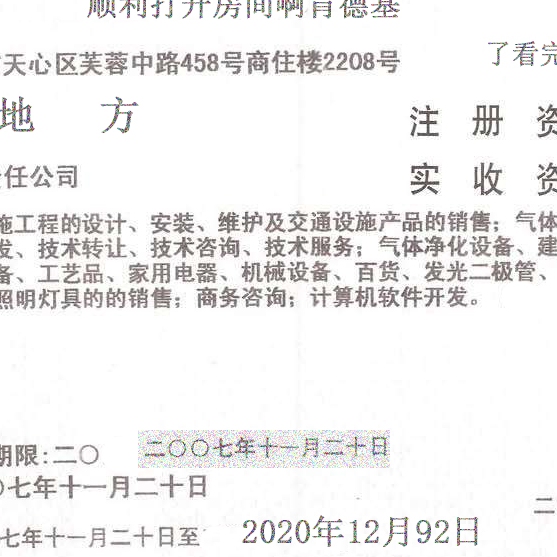 顺利打开房间啊肯德基
天心区芙蓉中路458号商住楼2208号
了看完
地 方
注 册 资
任公司
实 收 资
施工程的设计、安装、维护及交通设施产品的销售；气体
发、技术转让、技术咨询、技术服务；气体净化设备、建
备、工艺品、家用电器、机械设备、百货、发光二极管、
照明灯具的的销售；商务咨询；计算机软件开发。
期限:二〇
二〇〇七年十一月二十日
〇七年十一月二十日
二
七年十一月二十日至
2020年12月92日